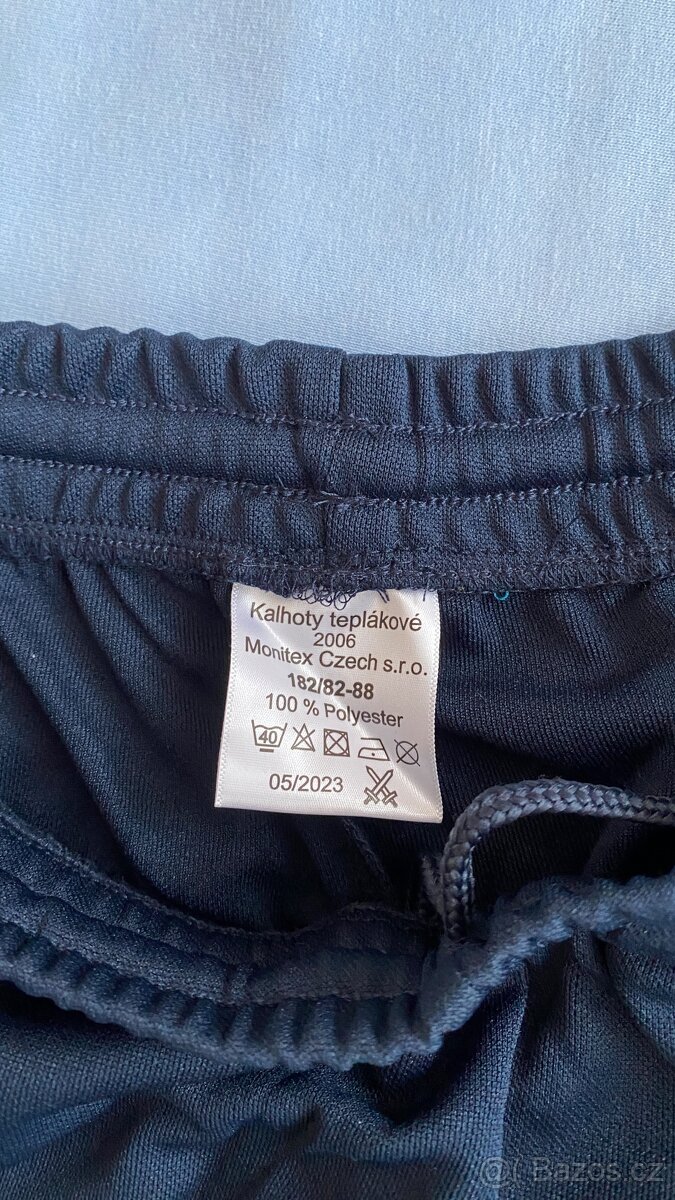 Kalhoty teplákové
2006
Monitex Czech s.r.o.
182/82-88
100 % Polyester
40
05/2023
Bazos.cz